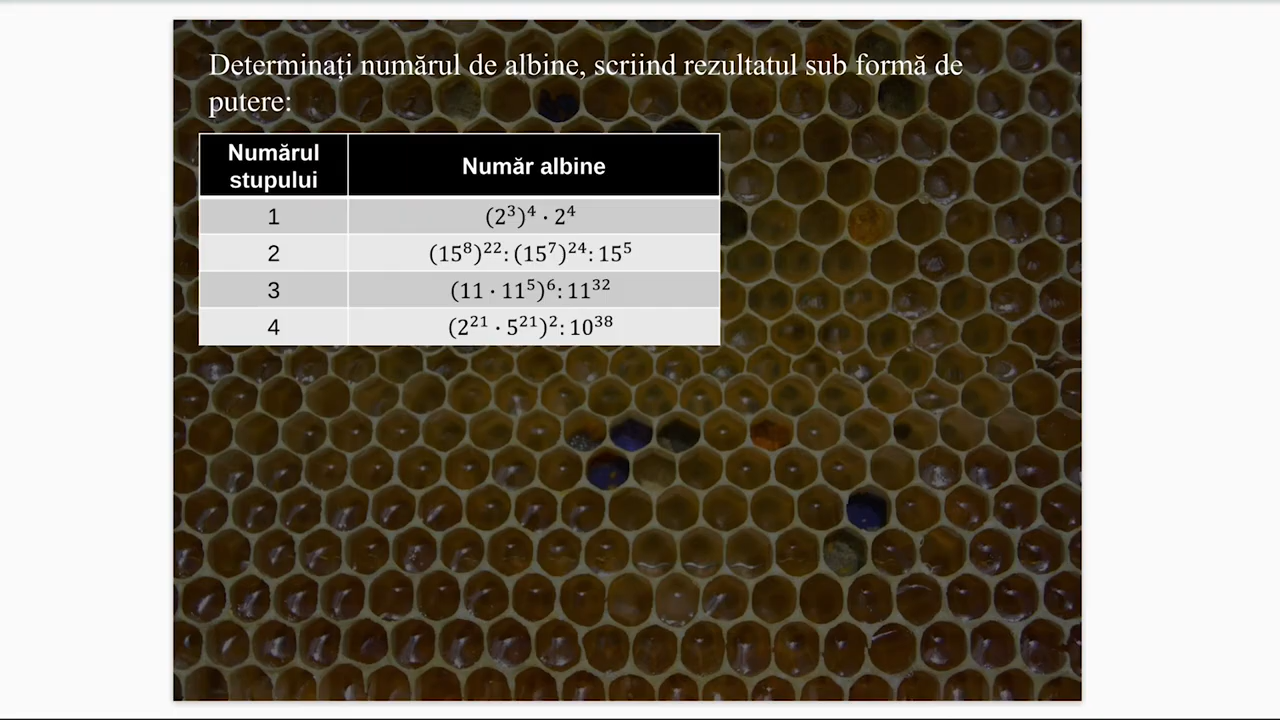 Determinați numărul de albine, scriind rezultatul sub formă de
putere:
Numărul stupului Număr albine
1 (2³)⁴ · 2⁴
2 (15⁸)²²: (15⁷)²⁴: 15⁵
3 (11 · 11⁵)⁶: 11³²
4 (2²¹ · 5²¹)²: 10³⁸